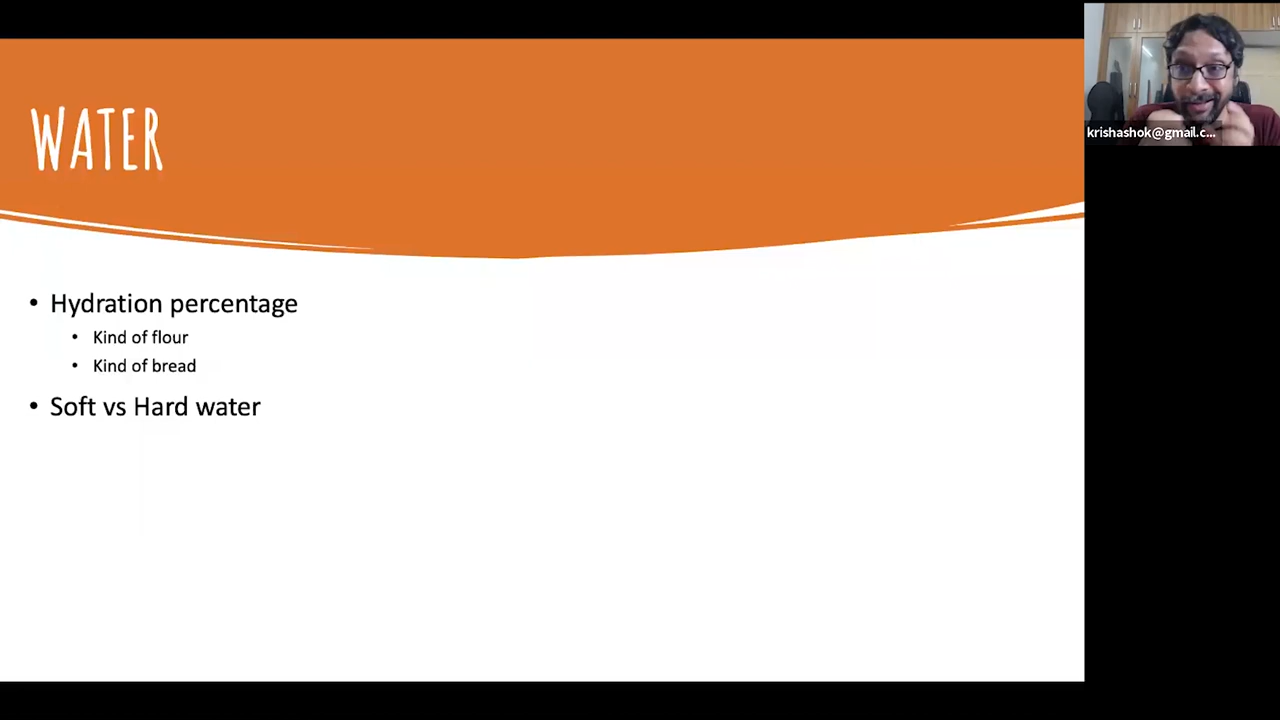 WATER
• Hydration percentage
• Kind of flour
• Kind of bread
• Soft vs Hard water
krishashok@gmail.c...